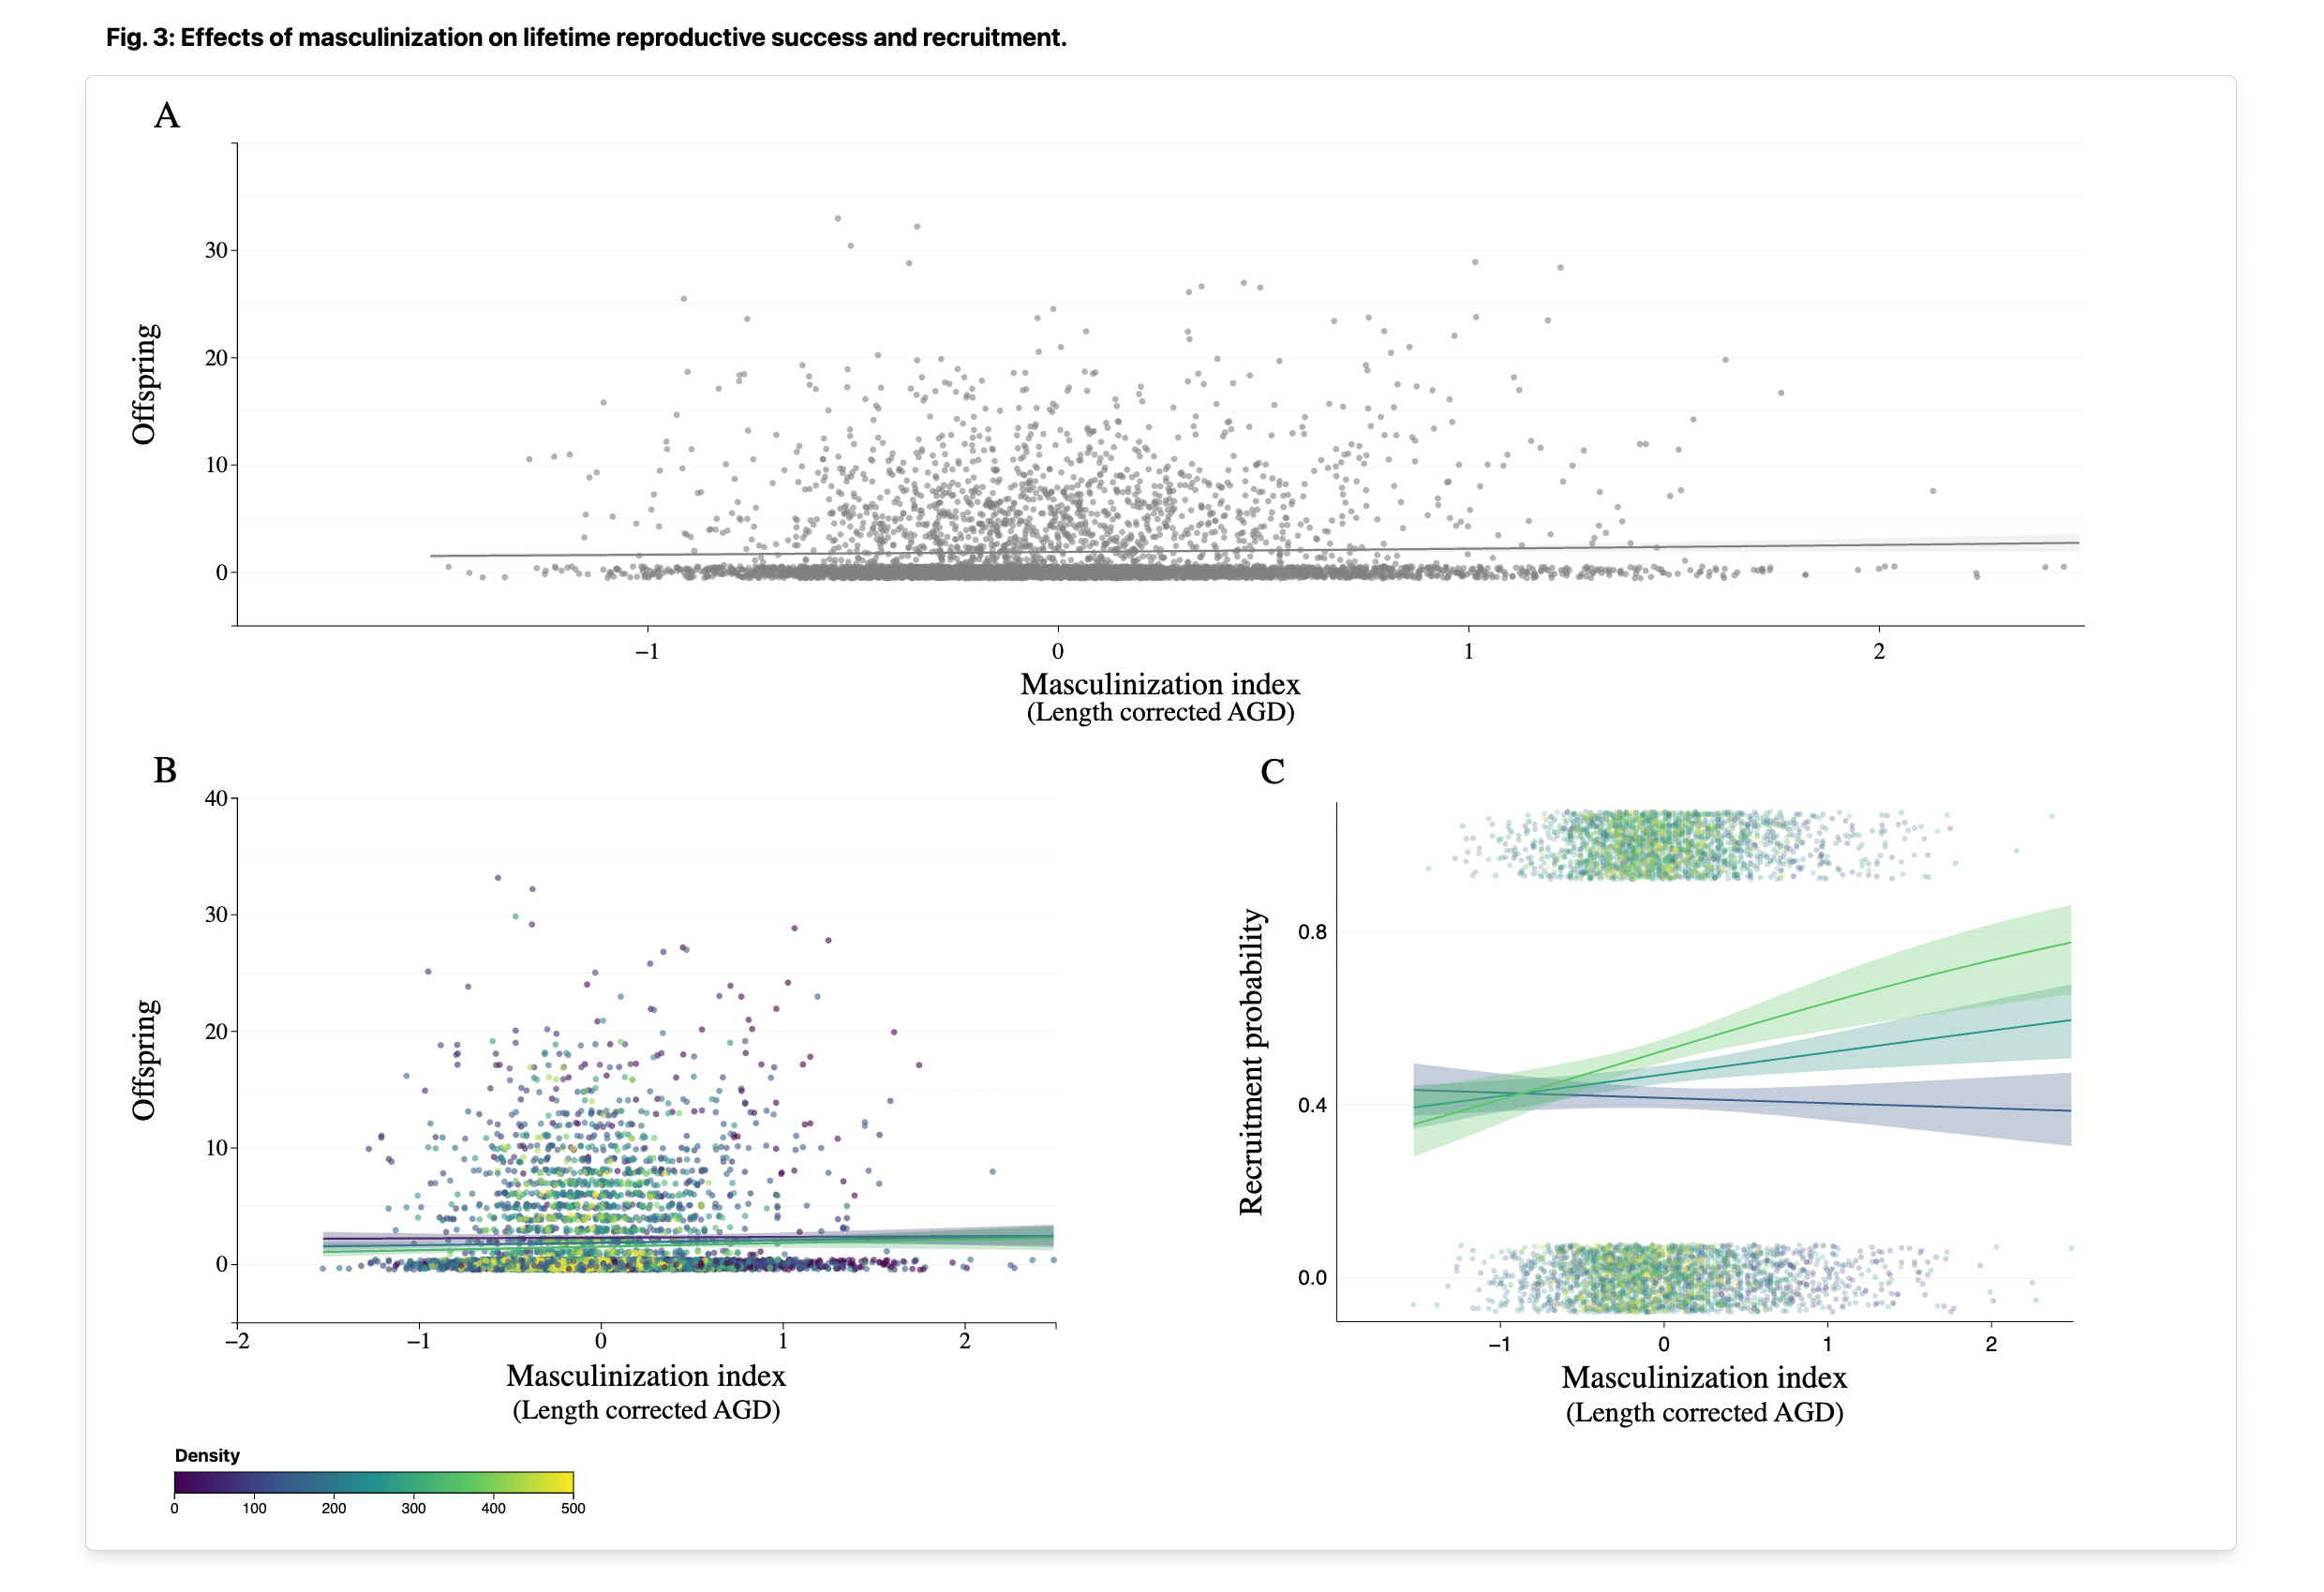 Fig. 3: Effects of masculinization on lifetime reproductive success and recruitment.
A
Offspring
30
20
10
0
−1
0
1
2
Masculinization index
(Length corrected AGD)
B
Offspring
40
30
20
10
0
−2
−1
0
1
2
Masculinization index
(Length corrected AGD)
C
Recruitment probability
0.8
0.4
0.0
−1
0
1
2
Masculinization index
(Length corrected AGD)
Density
0
100
200
300
400
500